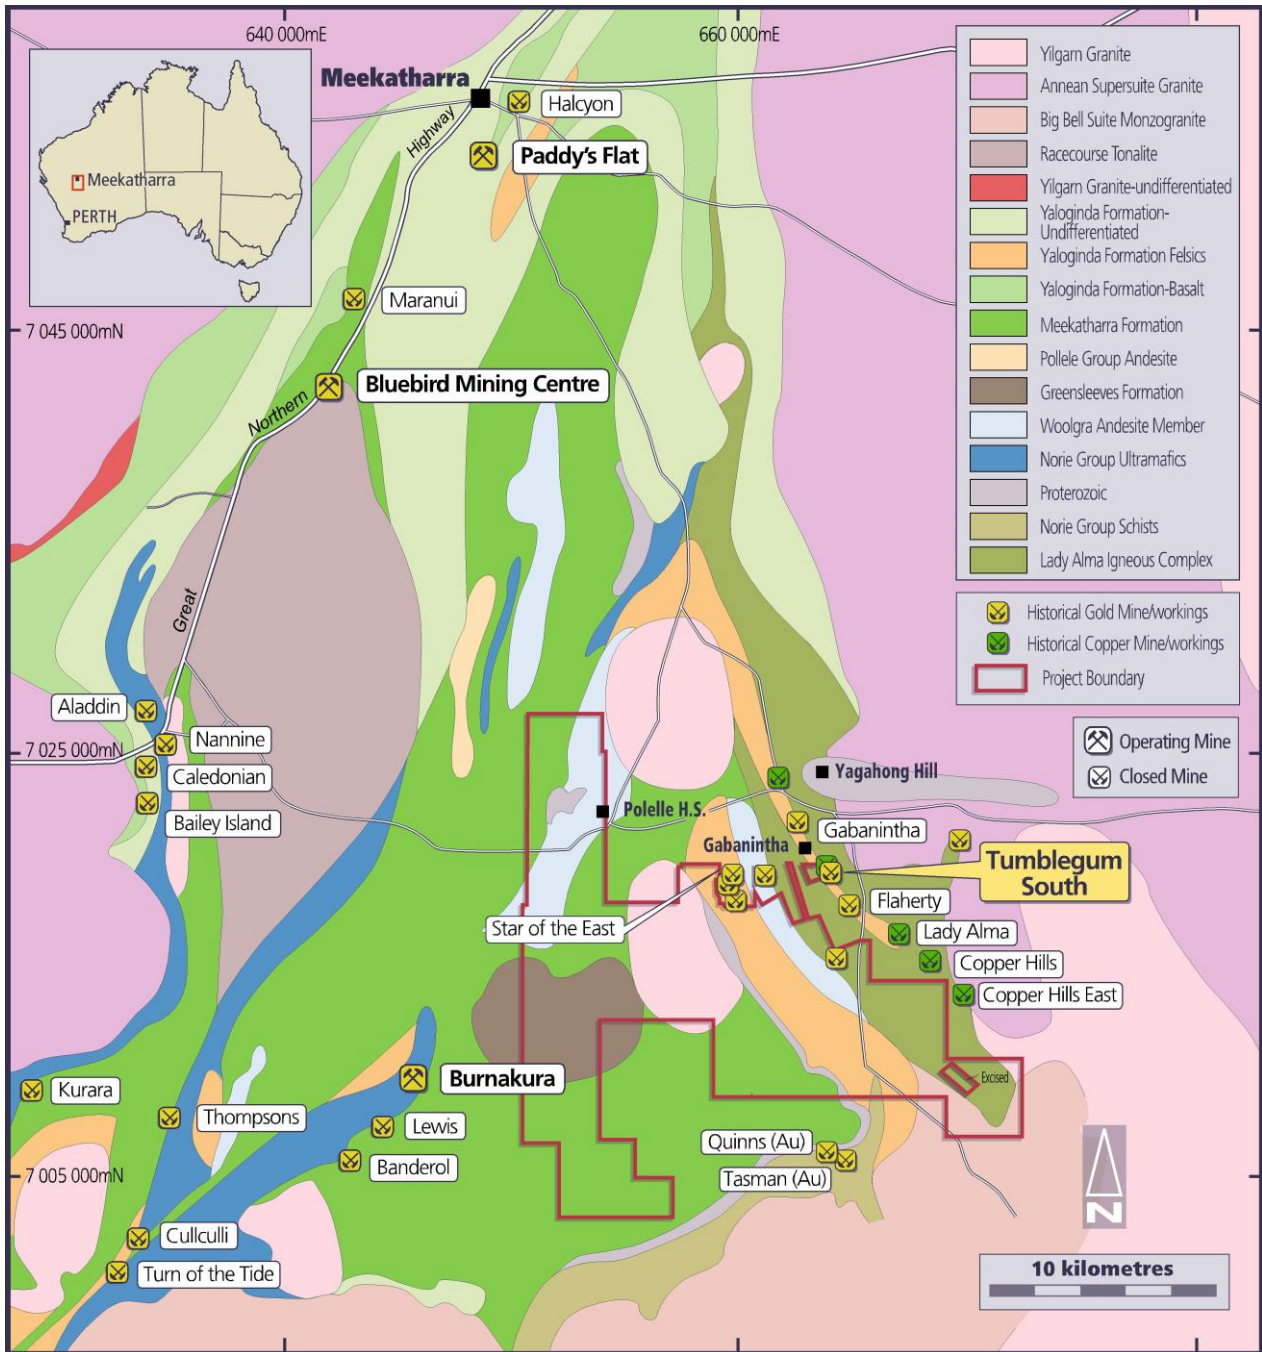 640 000mE
660 000mE
Meekatharra
PERTH
Meekatharra
Highway
Halcyon
Paddy's Flat
Maranui
7 045 000mN
Bluebird Mining Centre
Northern
Great
Aladdin
Nannine
7 025 000mN
Caledonian
Bailey Island
Yagahong Hill
Polelle H.S.
Gabanintha
Gabanintha
Tumblegum
South
Star of the East
Flaherty
Lady Alma
Copper Hills
Copper Hills East
Excised
Burnakura
Kurara
Thompsons
Lewis
Banderol
Quinns (Au)
Tasman (Au)
7 005 000mN
Cullculli
Turn of the Tide
Yilgarn Granite
Annean Supersuite Granite
Big Bell Suite Monzogranite
Racecourse Tonalite
Yilgarn Granite-undifferentiated
Yaloginda Formation-
Undifferentiated
Yaloginda Formation Felsics
Yaloginda Formation-Basalt
Meekatharra Formation
Pollele Group Andesite
Greensleeves Formation
Woolgra Andesite Member
Norie Group Ultramafics
Proterozoic
Norie Group Schists
Lady Alma Igneous Complex
Historical Gold Mine/workings
Historical Copper Mine/workings
Project Boundary
Operating Mine
Closed Mine
N
10 kilometres